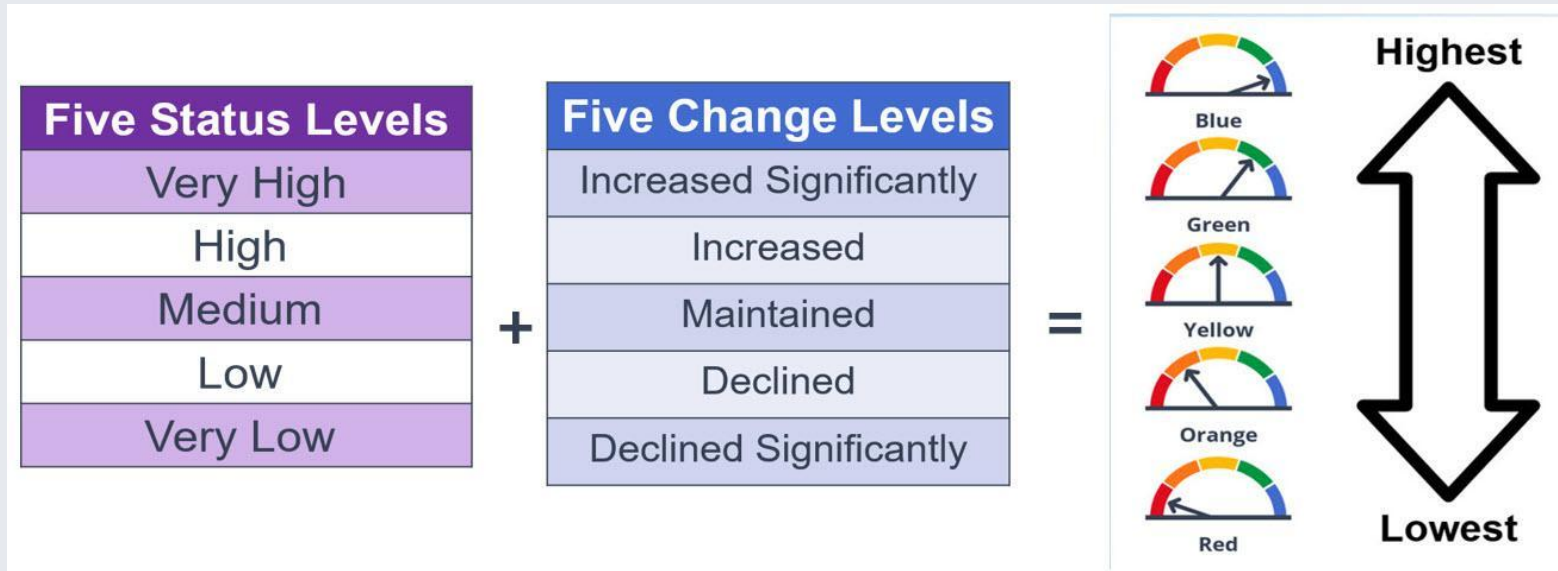 Five Status Levels
Very High
High
Medium
Low
Very Low
+
Five Change Levels
Increased Significantly
Increased
Maintained
Declined
Declined Significantly
=
Blue
Green
Yellow
Orange
Red
Highest
Lowest